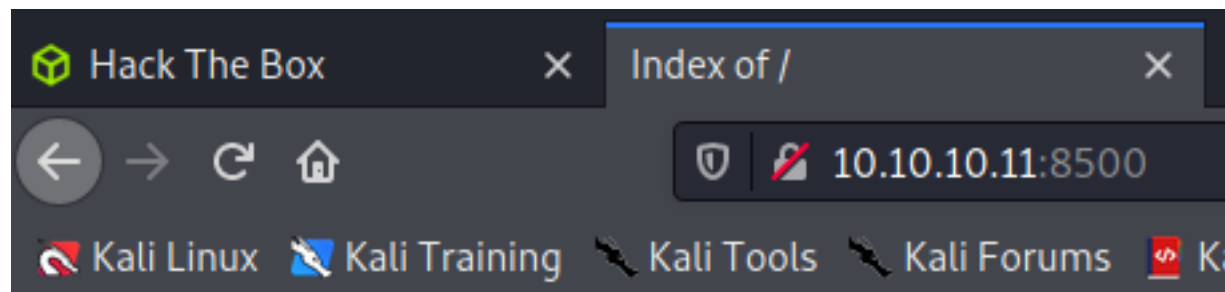 Hack The Box Index of /
10.10.10.11:8500
Kali Linux Kali Training Kali Tools Kali Forums